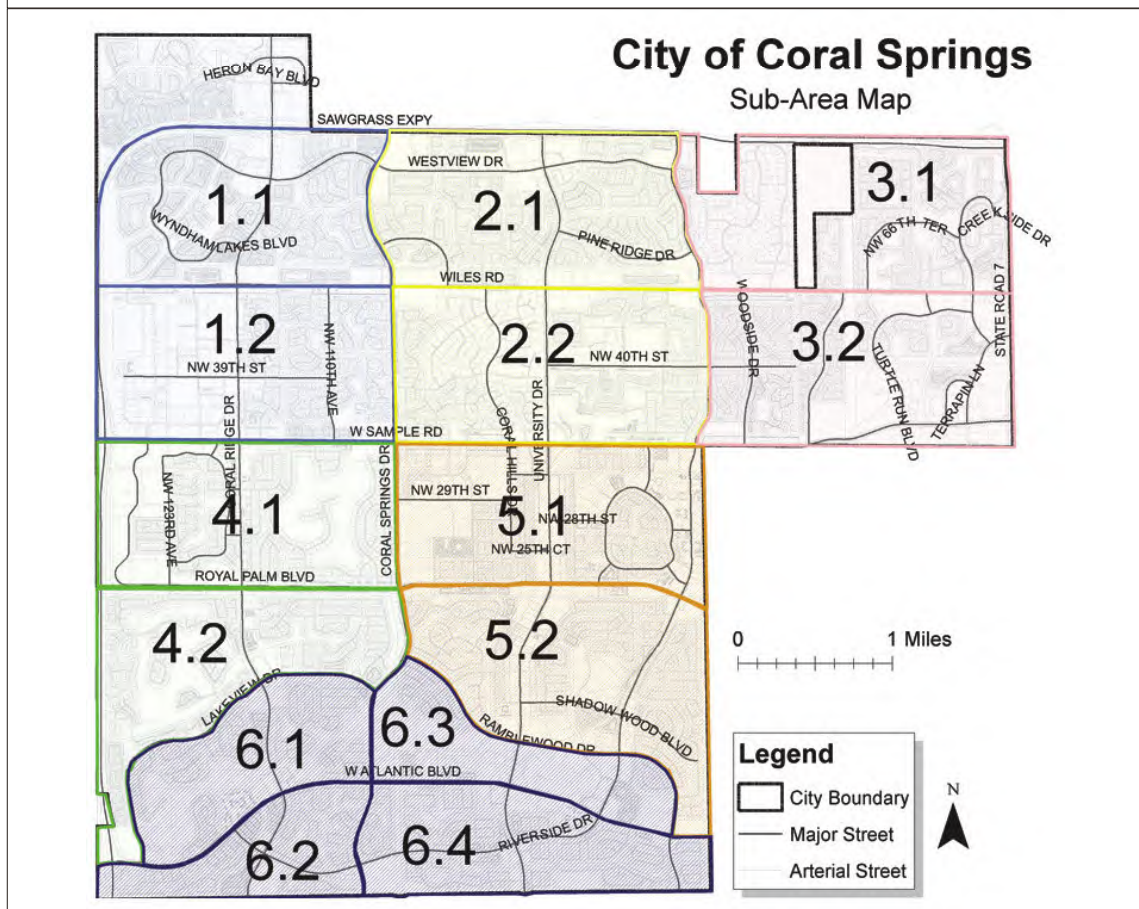 City of Coral Springs
Sub-Area Map
HERON BAY BLVD
SAWGRASS EXPY
WESTVIEW DR
1.1
2.1
3.1
WYNDHAM LAKES BLVD
PINE RIDGE DR
NW 66TH TER
CREEKSIDE DR
WILES RD
STATE ROAD 7
1.2
2.2
3.2
NW 39TH ST
NW 110TH AVE
NW 40TH ST
WOODSIDE DR
TURTLE RUN BLVD
TERRAPIN LN
CORAL RIDGE DR
W SAMPLE RD
CORAL HILLS DR
UNIVERSITY DR
4.1
NW 123RD AVE
CORAL SPRINGS DR
NW 29TH ST
5.1
NW 28TH ST
NW 25TH CT
ROYAL PALM BLVD
4.2
5.2
0 1 Miles
LAKEVIEW DR
SHADOW WOOD BLVD
RAMBLEWOOD DR
6.1
6.3
W ATLANTIC BLVD
6.2
6.4
RIVERSIDE DR
Legend
City Boundary
Major Street
Arterial Street
N